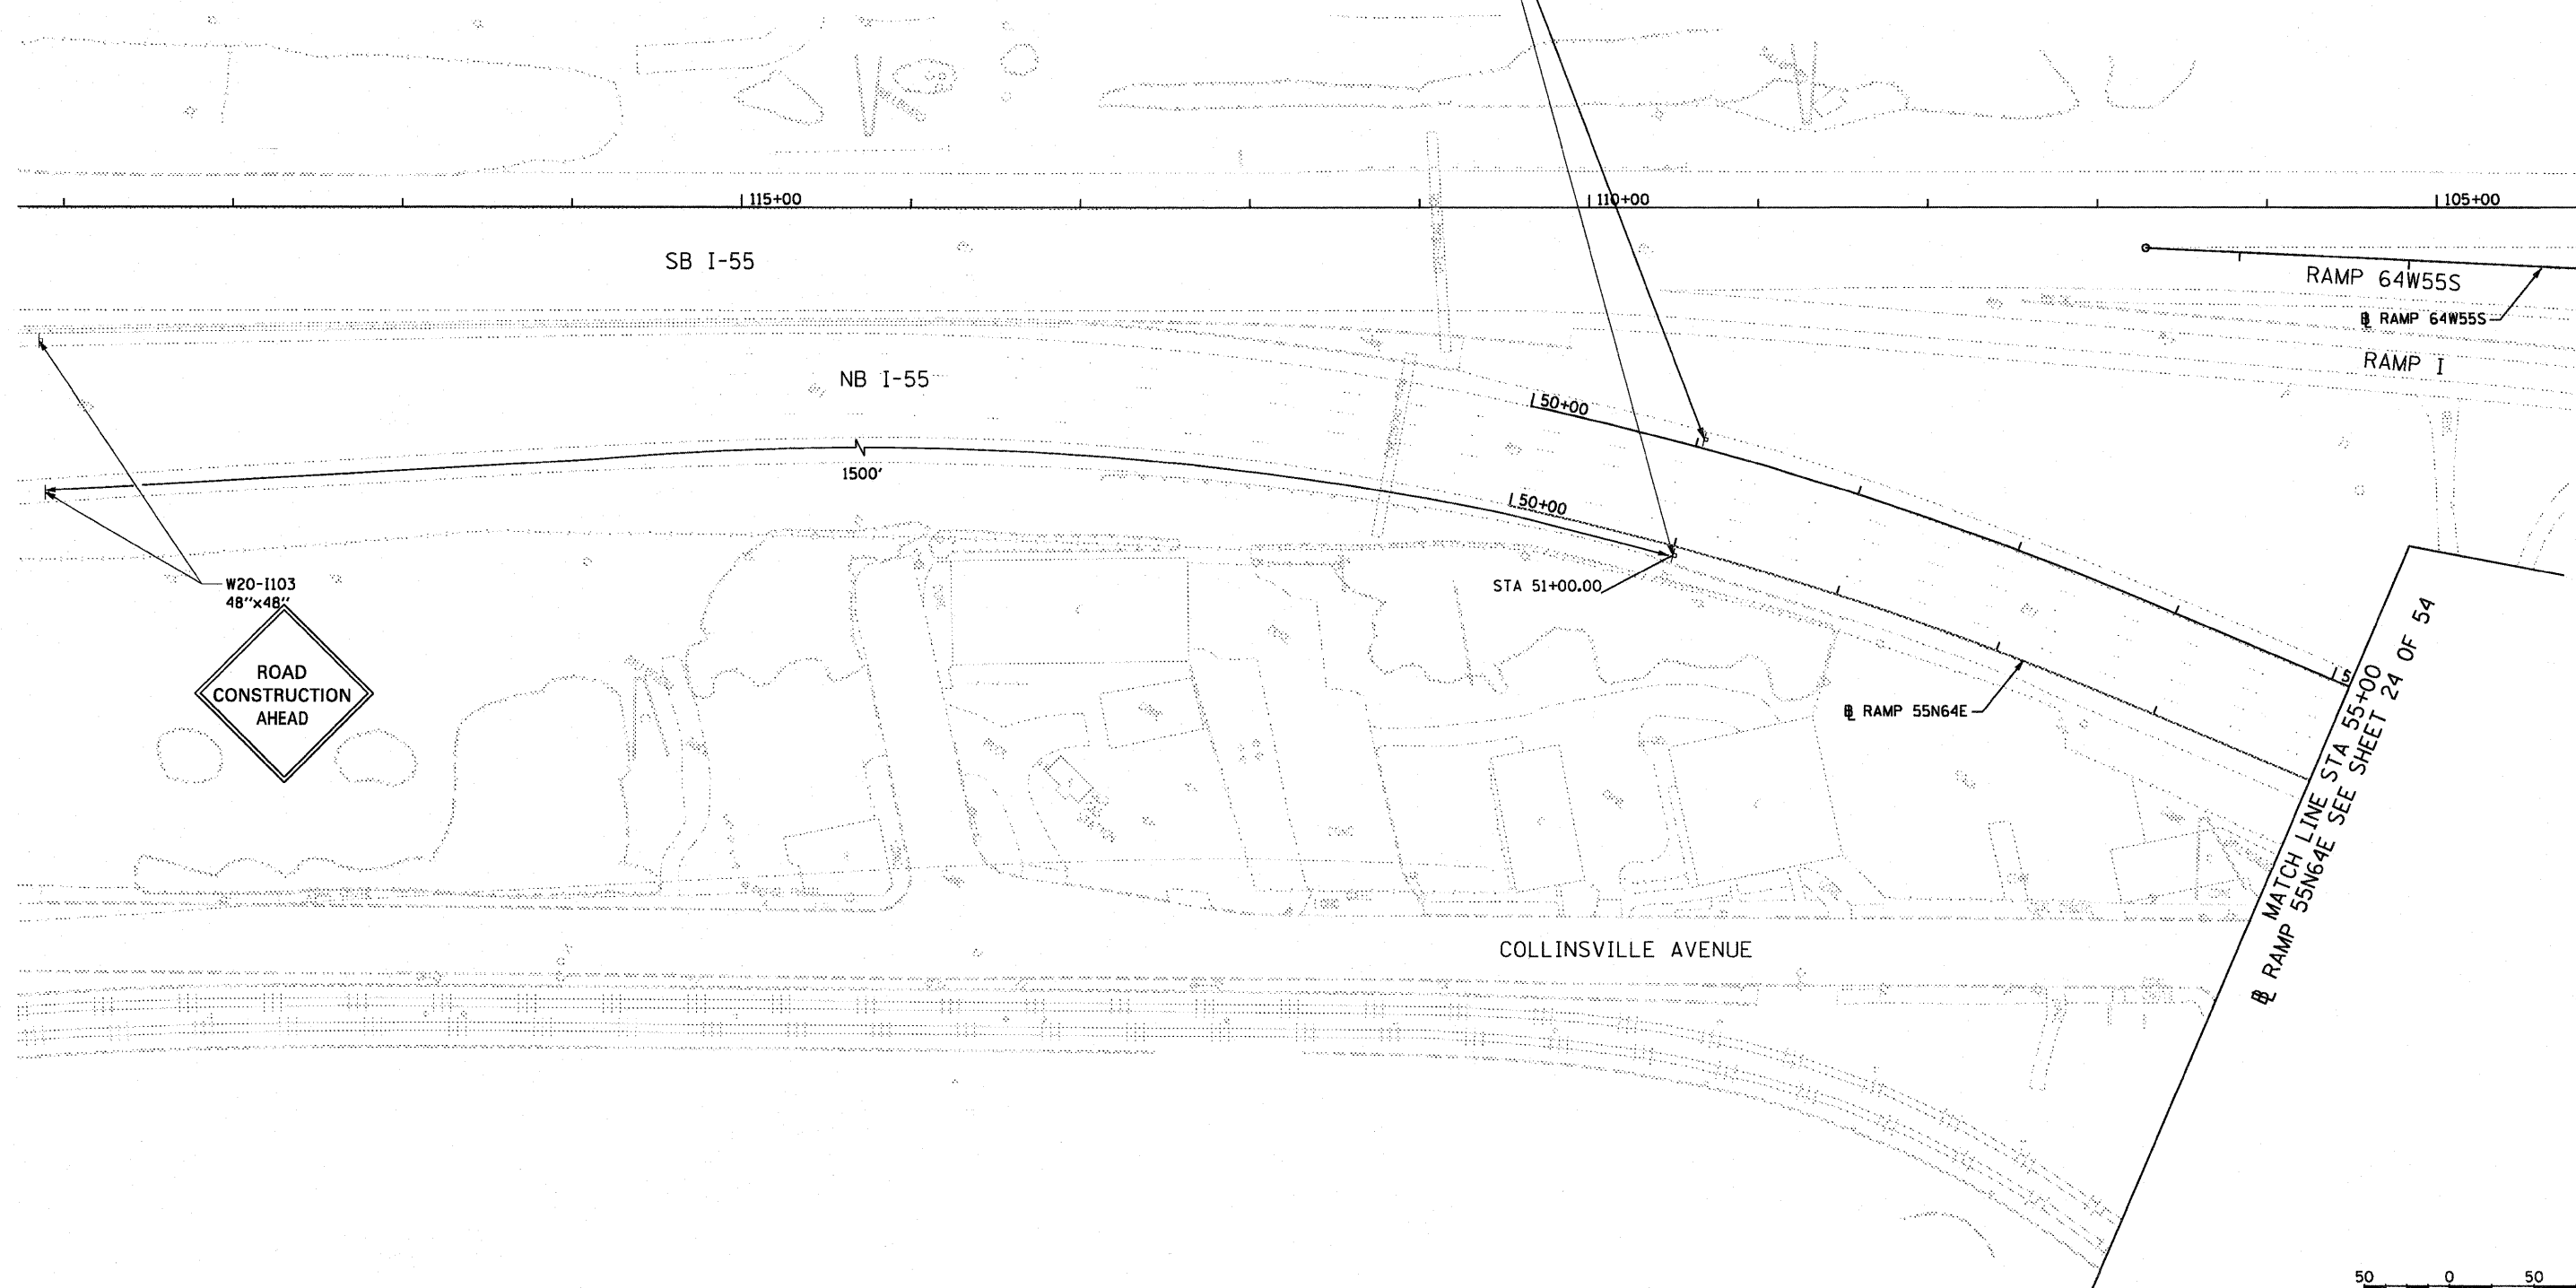 115+00
110+00
105+00
SB I-55
RAMP 64W55S
℄ RAMP 64W55S
RAMP I
NB I-55
50+00
1500'
50+00
STA 51+00.00
W20-I103
48"x48"
ROAD
CONSTRUCTION
AHEAD
RAMP 55N64E
MATCH LINE STA 55+00
RAMP 55N64E SEE SHEET 24 OF 54
COLLINSVILLE AVENUE
50 0 50